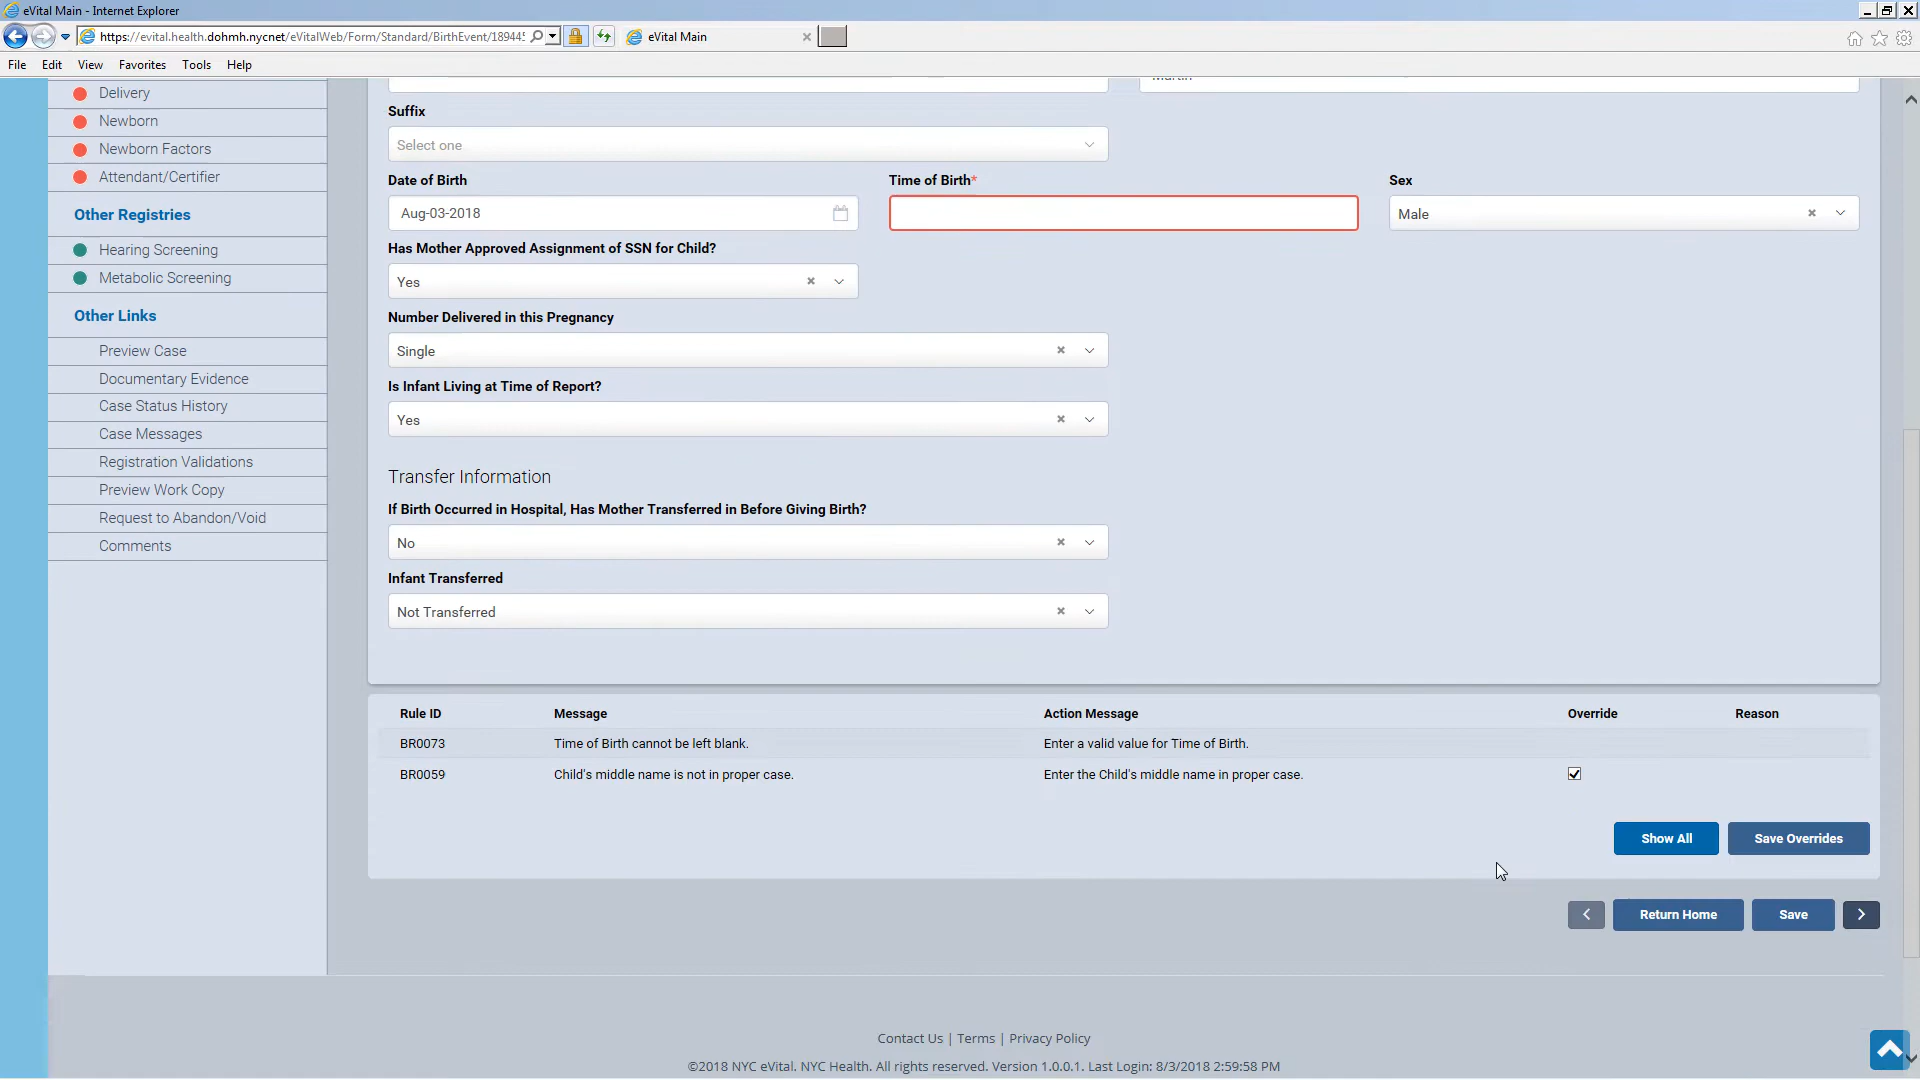 eVital Main - Internet Explorer
https://evital.health.dohmh.nycnet/eVitalWeb/Form/Standard/BirthEvent/18944
eVital Main
File Edit View Favorites Tools Help
Delivery
Newborn
Newborn Factors
Attendant/Certifier
Other Registries
Hearing Screening
Metabolic Screening
Other Links
Preview Case
Documentary Evidence
Case Status History
Case Messages
Registration Validations
Preview Work Copy
Request to Abandon/Void
Comments
Martin
Suffix
Select one
Date of Birth Time of Birth* Sex
Aug-03-2018 Male
Has Mother Approved Assignment of SSN for Child?
Yes
Number Delivered in this Pregnancy
Single
Is Infant Living at Time of Report?
Yes
Transfer Information
If Birth Occurred in Hospital, Has Mother Transferred in Before Giving Birth?
No
Infant Transferred
Not Transferred
Rule ID Message Action Message Override Reason
BR0073 Time of Birth cannot be left blank. Enter a valid value for Time of Birth.
BR0059 Child's middle name is not in proper case. Enter the Child's middle name in proper case.
Show All Save Overrides
Return Home Save
Contact Us | Terms | Privacy Policy
©2018 NYC eVital. NYC Health. All rights reserved. Version 1.0.0.1. Last Login: 8/3/2018 2:59:58 PM